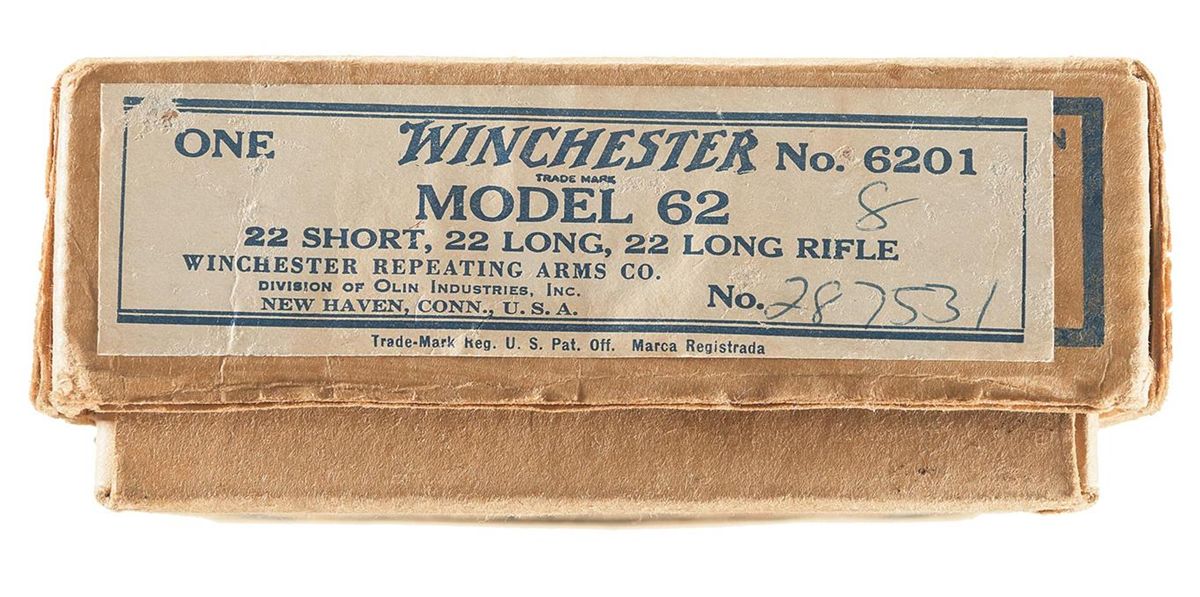 ONE WINCHESTER No. 6201
TRADE MARK
MODEL 62 8
22 SHORT, 22 LONG, 22 LONG RIFLE
WINCHESTER REPEATING ARMS CO.
DIVISION OF OLIN INDUSTRIES, INC.
NEW HAVEN, CONN., U. S. A. No. 287531
Trade-Mark Reg. U. S. Pat. Off. Marca Registrada